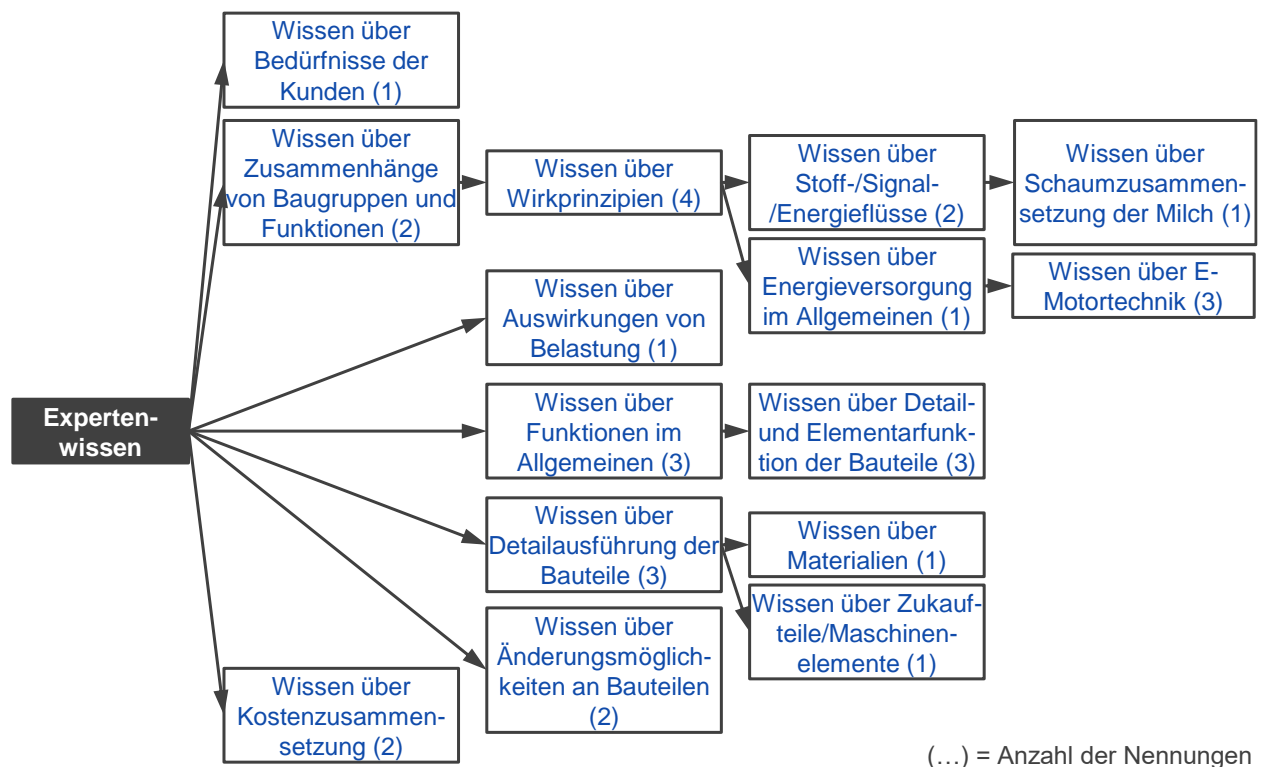 Wissen über
Bedürfnisse der
Kunden (1)
Wissen über
Zusammenhänge
von Baugruppen und
Funktionen (2)
Wissen über
Wirkprinzipien (4)
Wissen über
Stoff-/Signal-
/Energieflüsse (2)
Wissen über
Schaumzusammen-
setzung der Milch (1)
Wissen über
Energieversorgung
im Allgemeinen (1)
Wissen über E-
Motortechnik (3)
Wissen über
Auswirkungen von
Belastung (1)
Experten-
wissen
Wissen über
Funktionen im
Allgemeinen (3)
Wissen über Detail-
und Elementarfunk-
tion der Bauteile (3)
Wissen über
Detailausführung der
Bauteile (3)
Wissen über
Materialien (1)
Wissen über Zukauf-
teile/Maschinen-
elemente (1)
Wissen über
Änderungsmöglich-
keiten an Bauteilen
(2)
Wissen über
Kostenzusammen-
setzung (2)
(...) = Anzahl der Nennungen